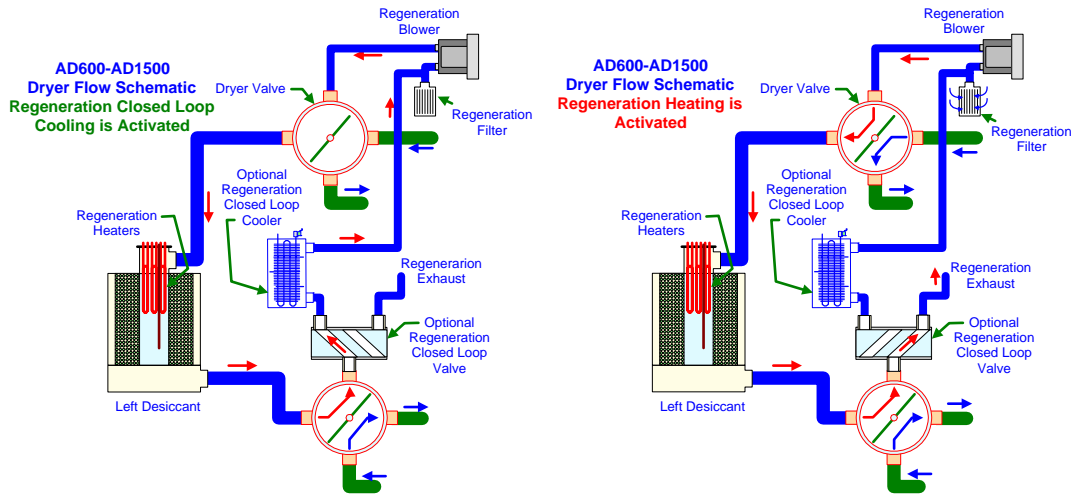 Regeneration
Blower
AD600-AD1500
Dryer Flow Schematic
Regeneration Closed Loop
Cooling is Activated
Dryer Valve
Regeneration
Filter
Optional
Regeneration
Closed Loop
Cooler
Regeneration
Heaters
Regenerarion
Exhaust
Optional
Regeneration
Closed Loop
Valve
Left Desiccant
Regeneration
Blower
AD600-AD1500
Dryer Flow Schematic
Regeneration Heating is
Activated
Dryer Valve
Regeneration
Filter
Optional
Regeneration
Closed Loop
Cooler
Regeneration
Heaters
Regenerarion
Exhaust
Optional
Regeneration
Closed Loop
Valve
Left Desiccant